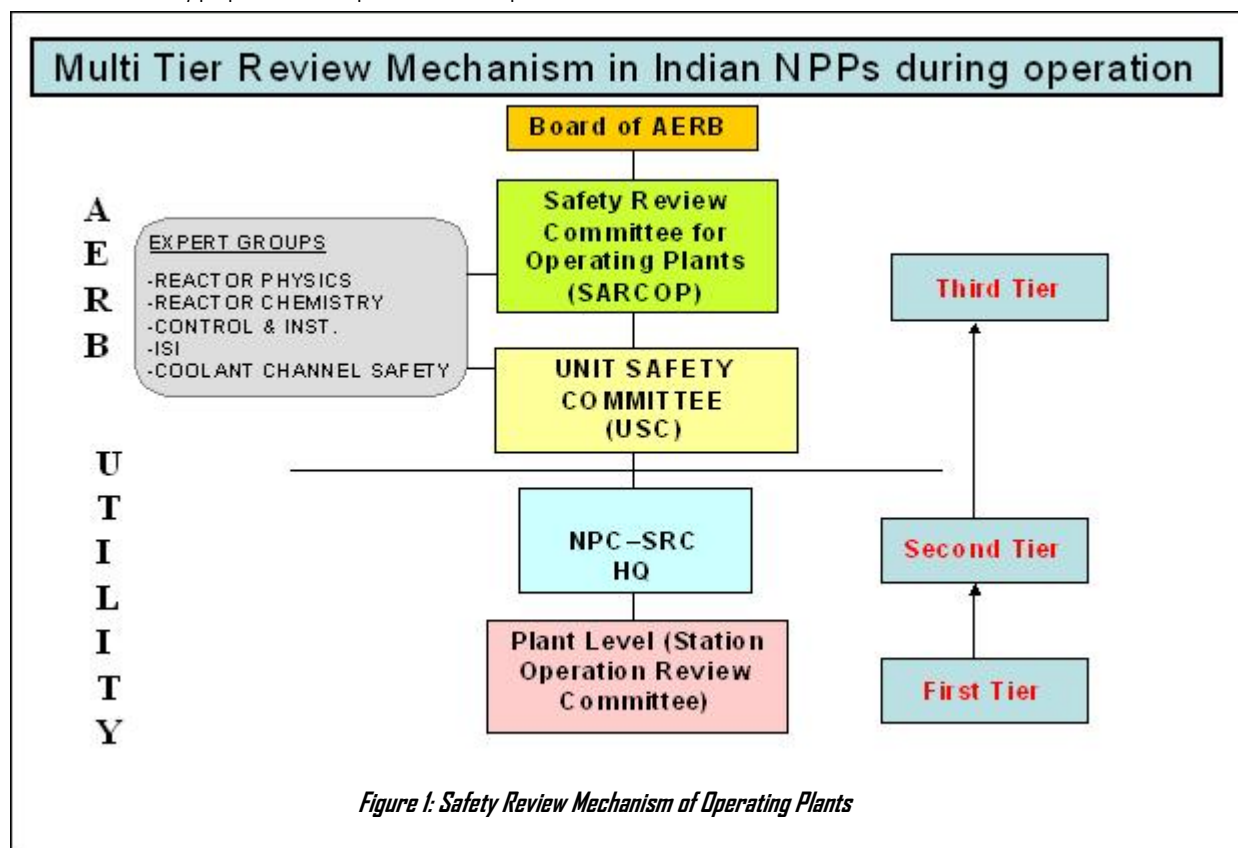 Multi Tier Review Mechanism in Indian NPPs during operation
Board of AERB
Safety Review
Committee for
Operating Plants
(SARCOP)
A
E
R
B
EXPERT GROUPS
-REACTOR PHYSICS
-REACTOR CHEMISTRY
-CONTROL & INST.
-ISI
-COOLANT CHANNEL SAFETY
Third Tier
UNIT SAFETY
COMMITTEE
(USC)
U
T
I
L
I
T
Y
NPC–SRC
HQ
Second Tier
Plant Level (Station
Operation Review
Committee)
First Tier
Figure 1: Safety Review Mechanism of Operating Plants